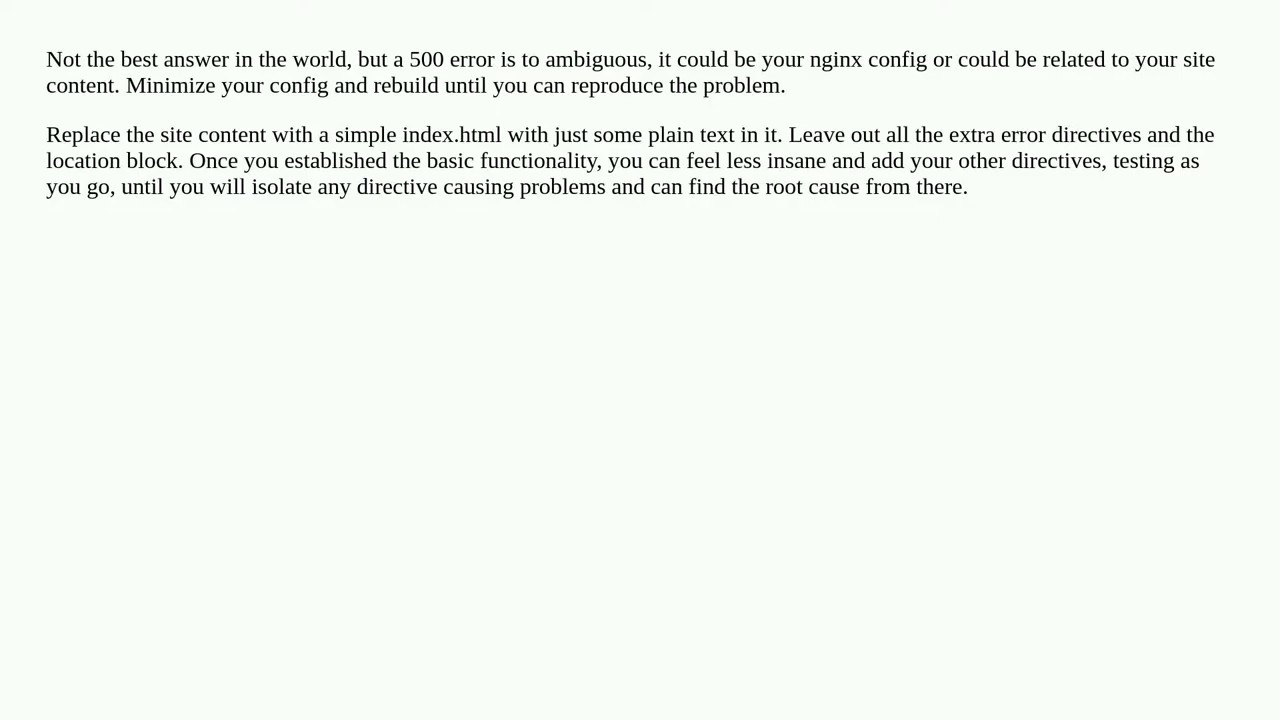 Not the best answer in the world, but a 500 error is to ambiguous, it could be your nginx config or could be related to your site
content. Minimize your config and rebuild until you can reproduce the problem.
Replace the site content with a simple index.html with just some plain text in it. Leave out all the extra error directives and the
location block. Once you established the basic functionality, you can feel less insane and add your other directives, testing as
you go, until you will isolate any directive causing problems and can find the root cause from there.